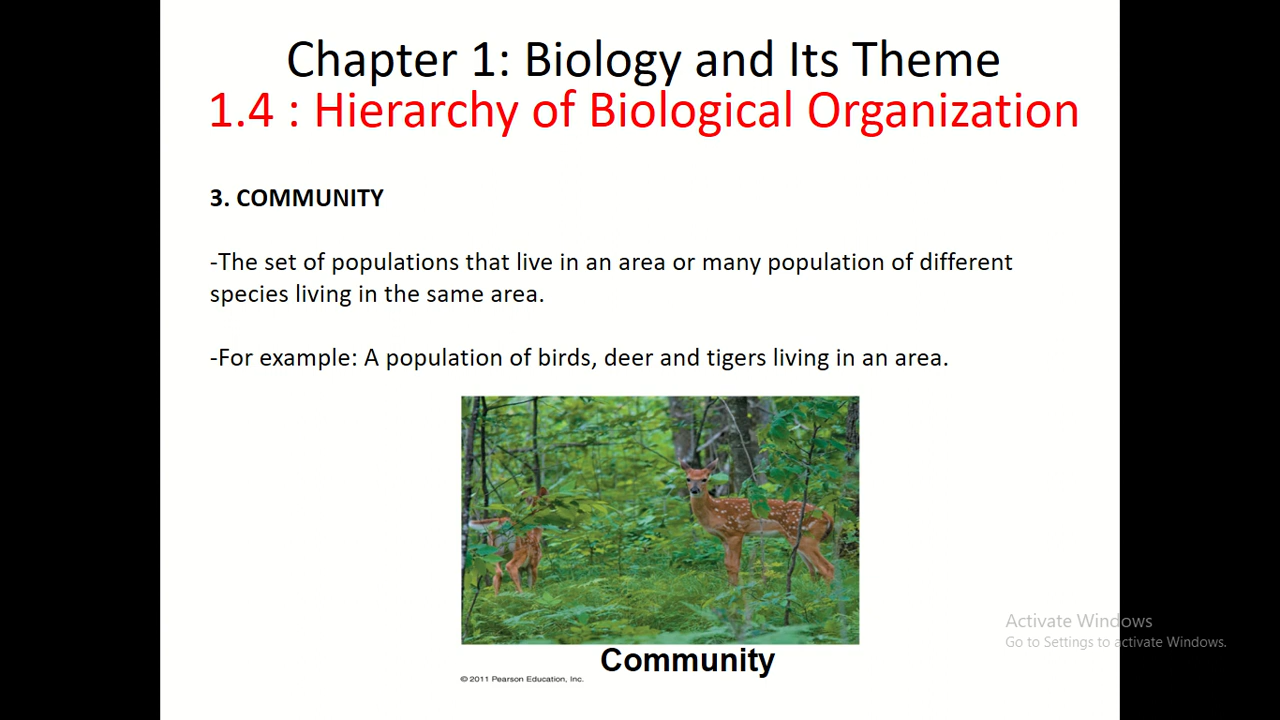 Chapter 1: Biology and Its Theme
1.4 : Hierarchy of Biological Organization
3. COMMUNITY
-The set of populations that live in an area or many population of different
species living in the same area.
-For example: A population of birds, deer and tigers living in an area.
Community
© 2011 Pearson Education, Inc.
Activate Windows
Go to Settings to activate Windows.